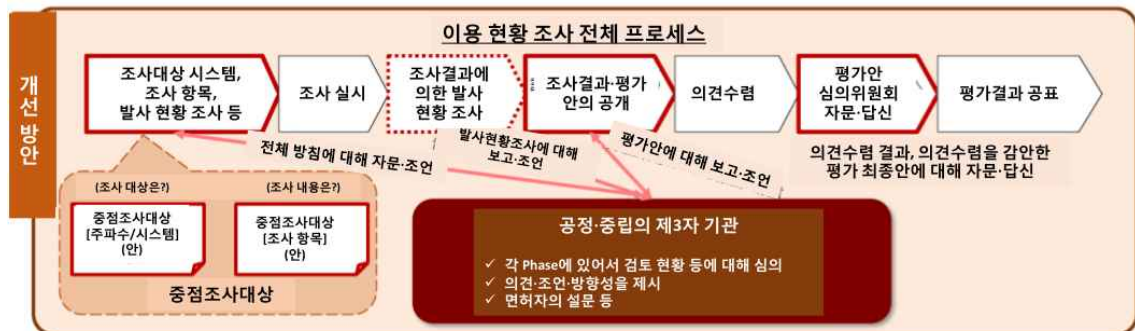 개선 방안
이용 현황 조사 전체 프로세스
조사대상 시스템,
조사 항목,
발사 현황 조사 등
조사 실시
조사결과에
의한 발사
현황 조사
조사결과·평가
안의 공개
의견수렴
평가안
심의위원회
자문·답신
평가결과 공표
전체 방침에 대해 자문·조언
발사현황조사에 대해
보고·조언
평가안에 대해 보고·조언
의견수렴 결과, 의견수렴을 감안한
평가 최종안에 대해 자문·답신
(조사 대상은?)
중점조사대상
[주파수/시스템]
(안)
(조사 내용은?)
중점조사대상
[조사 항목]
(안)
중점조사대상
공정·중립의 제3자 기관
✓ 각 Phase에 있어서 검토 현황 등에 대해 심의
✓ 의견·조언·방향성을 제시
✓ 면허자의 설문 등